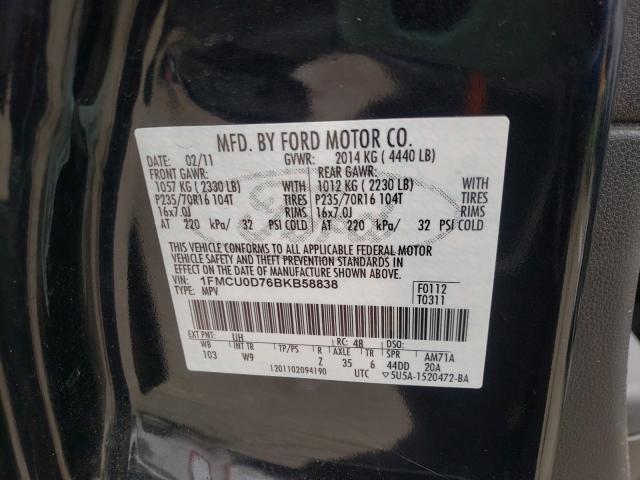 MFD. BY FORD MOTOR CO.
DATE: 02/11 GVWR: 2014 KG ( 4440 LB)
FRONT GAWR: REAR GAWR:
1057 KG ( 2330 LB) WITH 1012 KG ( 2230 LB) WITH
P235/70R16 104T TIRES P235/70R16 104T TIRES
16x7.0J RIMS 16x7.0J RIMS
AT 220 kPa/ 32 PSI COLD AT 220 kPa/ 32 PSI COLD
THIS VEHICLE CONFORMS TO ALL APPLICABLE FEDERAL MOTOR
VEHICLE SAFETY AND THEFT PREVENTION STANDARDS IN
EFFECT ON THE DATE OF MANUFACTURE SHOWN ABOVE.
VIN: 1FMCU0D76BKB58838 F0112
TYPE: MPV T0311
EXT PNT: UH RC: 48 DSO:
WB INT TR TP/PS R AXLE TR SPR AM71A
103 W9 Z 35 6 44DD 20A
1201102094190 UTC ▽5U5A-1520472-BA
Ford